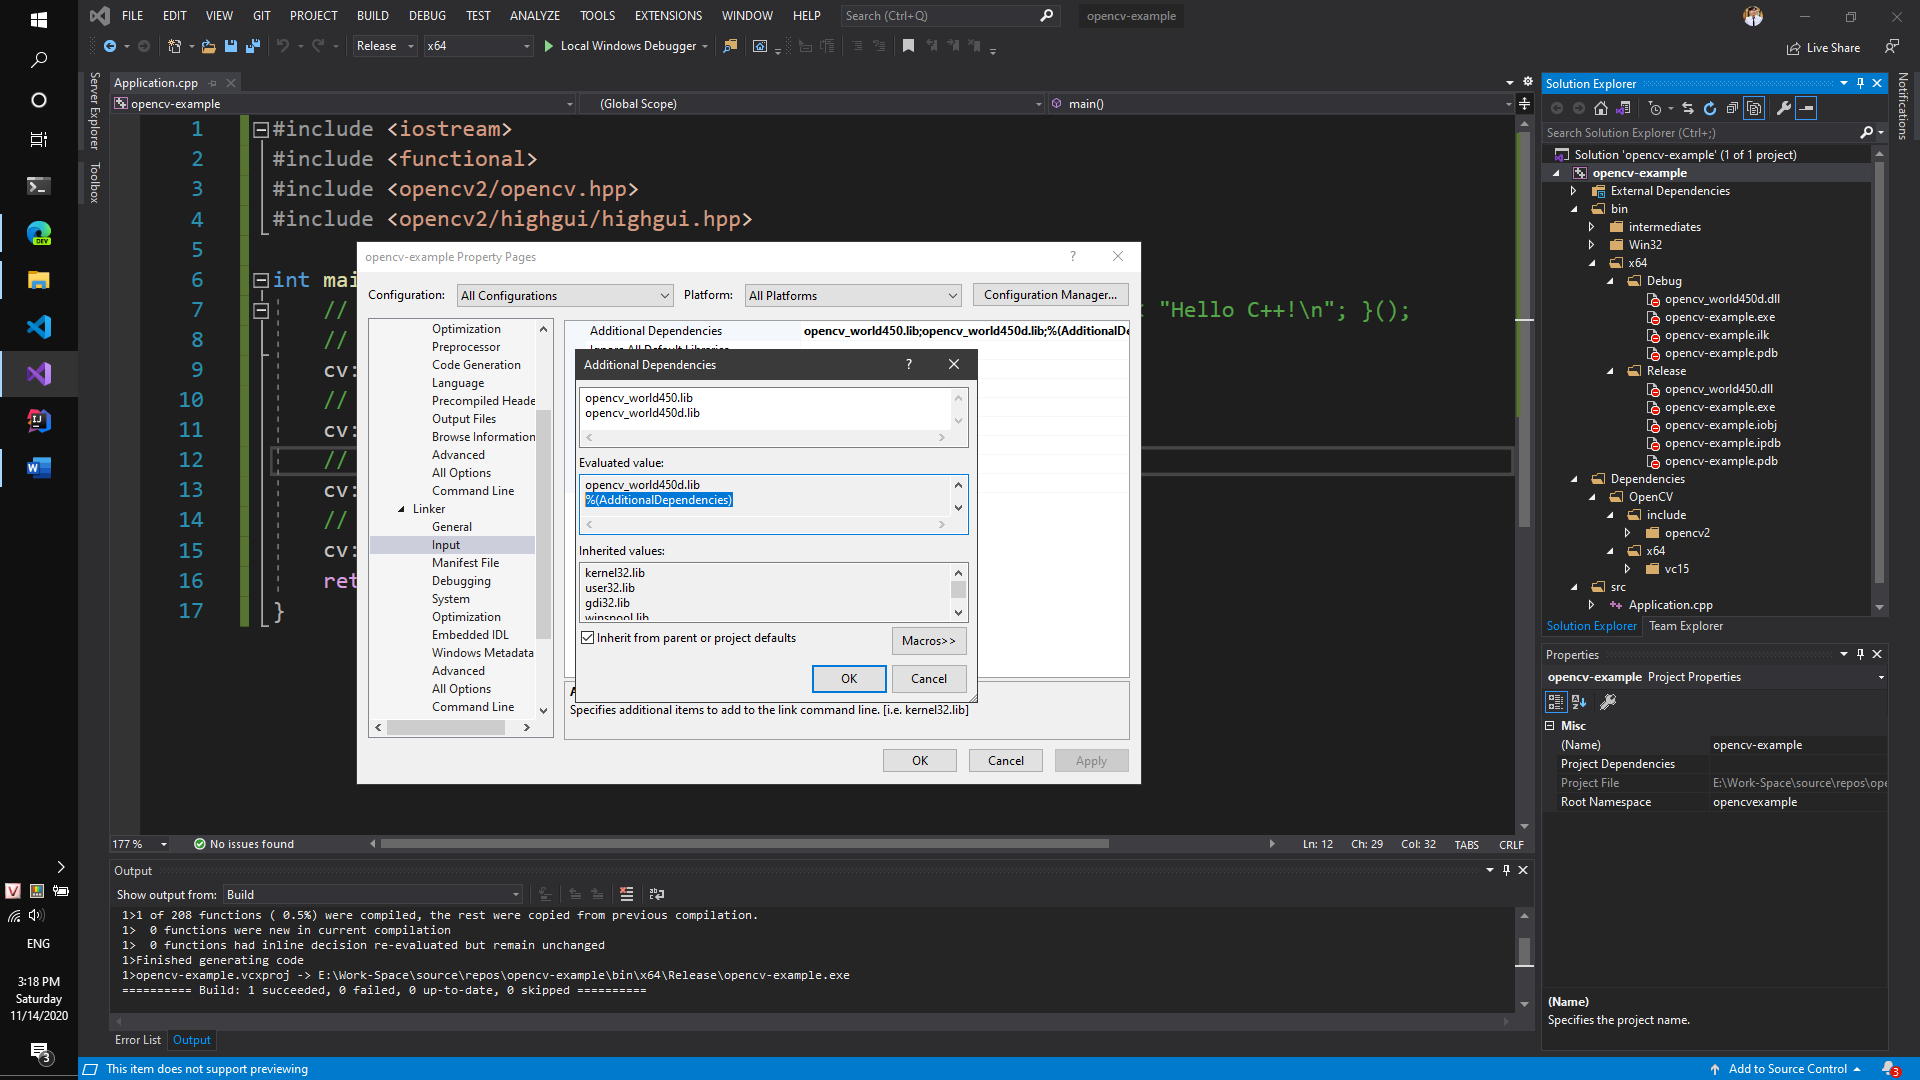 FILE EDIT VIEW GIT PROJECT BUILD DEBUG TEST ANALYZE TOOLS EXTENSIONS WINDOW HELP Search (Ctrl+Q) opencv-example
Release x64 Local Windows Debugger Live Share
Server Explorer
Toolbox
Application.cpp
opencv-example (Global Scope) main()
1 #include <iostream>
2 #include <functional>
3 #include <opencv2/opencv.hpp>
4 #include <opencv2/highgui/highgui.hpp>
5
6 int mai
7 // "Hello C++!\n"; }();
8 //
9 cv:
10 //
11 cv:
12 //
13 cv:
14 //
15 cv:
16 ret
17 }
opencv-example Property Pages ?
Configuration: All Configurations Platform: All Platforms Configuration Manager...
Optimization
Preprocessor
Code Generation
Language
Precompiled Heade
Output Files
Browse Information
Advanced
All Options
Command Line
Linker
General
Input
Manifest File
Debugging
System
Optimization
Embedded IDL
Windows Metadata
Advanced
All Options
Command Line
Additional Dependencies opencv_world450.lib;opencv_world450d.lib;%(AdditionalDe
Ignore All Default Libraries
Additional Dependencies ?
opencv_world450.lib
opencv_world450d.lib
Evaluated value:
opencv_world450d.lib
%(AdditionalDependencies)
Inherited values:
kernel32.lib
user32.lib
gdi32.lib
winspool.lib
Inherit from parent or project defaults
Macros>>
OK Cancel
Specifies additional items to add to the link command line. [i.e. kernel32.lib]
OK Cancel Apply
177 % No issues found Ln: 12 Ch: 29 Col: 32 TABS CRLF
Output
Show output from: Build
1>1 of 208 functions ( 0.5%) were compiled, the rest were copied from previous compilation.
1> 0 functions were new in current compilation
1> 0 functions had inline decision re-evaluated but remain unchanged
1>Finished generating code
1>opencv-example.vcxproj -> E:\Work-Space\source\repos\opencv-example\bin\x64\Release\opencv-example.exe
========== Build: 1 succeeded, 0 failed, 0 up-to-date, 0 skipped ==========
Error List Output
This item does not support previewing Add to Source Control 3
Solution Explorer
Search Solution Explorer (Ctrl+;)
Solution 'opencv-example' (1 of 1 project)
opencv-example
External Dependencies
bin
intermediates
Win32
x64
Debug
opencv_world450d.dll
opencv-example.exe
opencv-example.ilk
opencv-example.pdb
Release
opencv_world450.dll
opencv-example.exe
opencv-example.iobj
opencv-example.ipdb
opencv-example.pdb
Dependencies
OpenCV
include
opencv2
x64
vc15
src
Application.cpp
Solution Explorer Team Explorer
Properties
opencv-example Project Properties
Misc
(Name) opencv-example
Project Dependencies
Project File E:\Work-Space\source\repos\ope
Root Namespace opencvexample
(Name)
Specifies the project name.
Notifications
DEV
ENG
3:18 PM
Saturday
11/14/2020
3